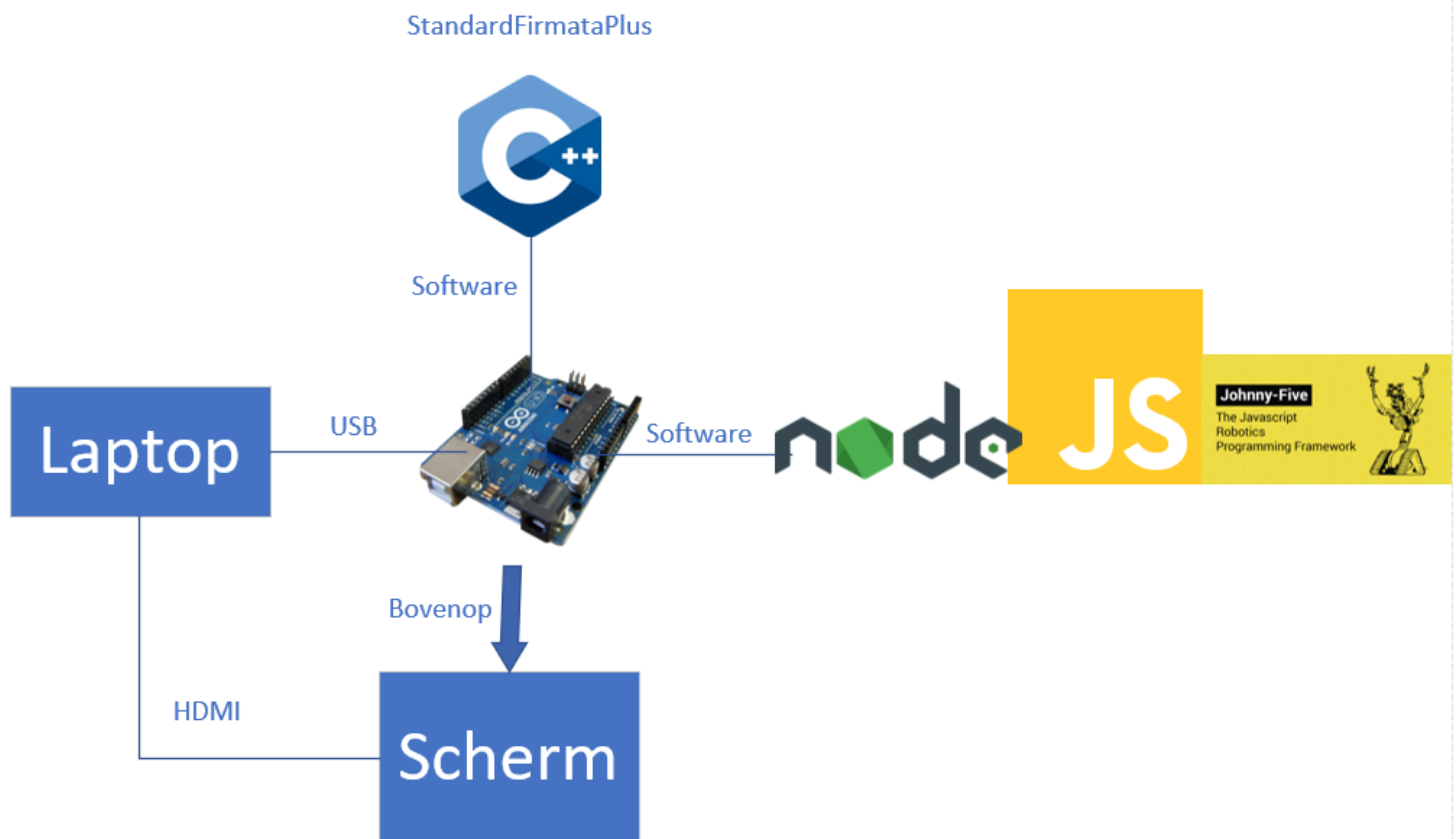 StandardFirmataPlus
C++
Software
Laptop
USB
Software
node
JS
Johnny-Five
The Javascript
Robotics
Programming Framework
Bovenop
HDMI
Scherm